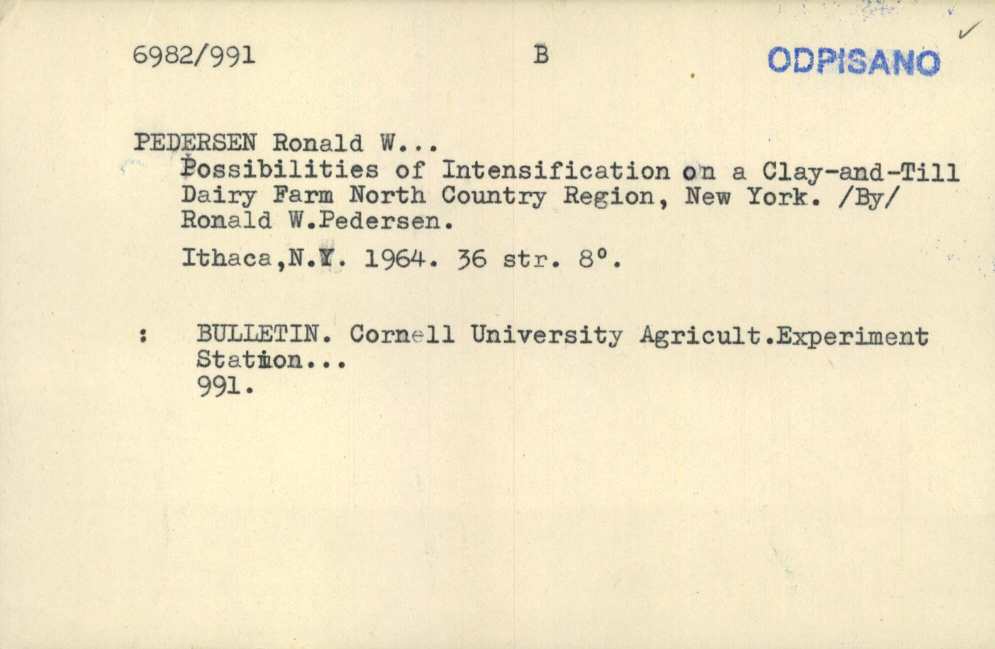 6982/991 B ODPISANO
PEDERSEN Ronald W...
Possibilities of Intensification on a Clay-and-Till
Dairy Farm North Country Region, New York. /By/
Ronald W.Pedersen.
Ithaca,N.Y. 1964. 36 str. 8°.
: BULLETIN. Cornell University Agricult.Experiment
Station...
991.